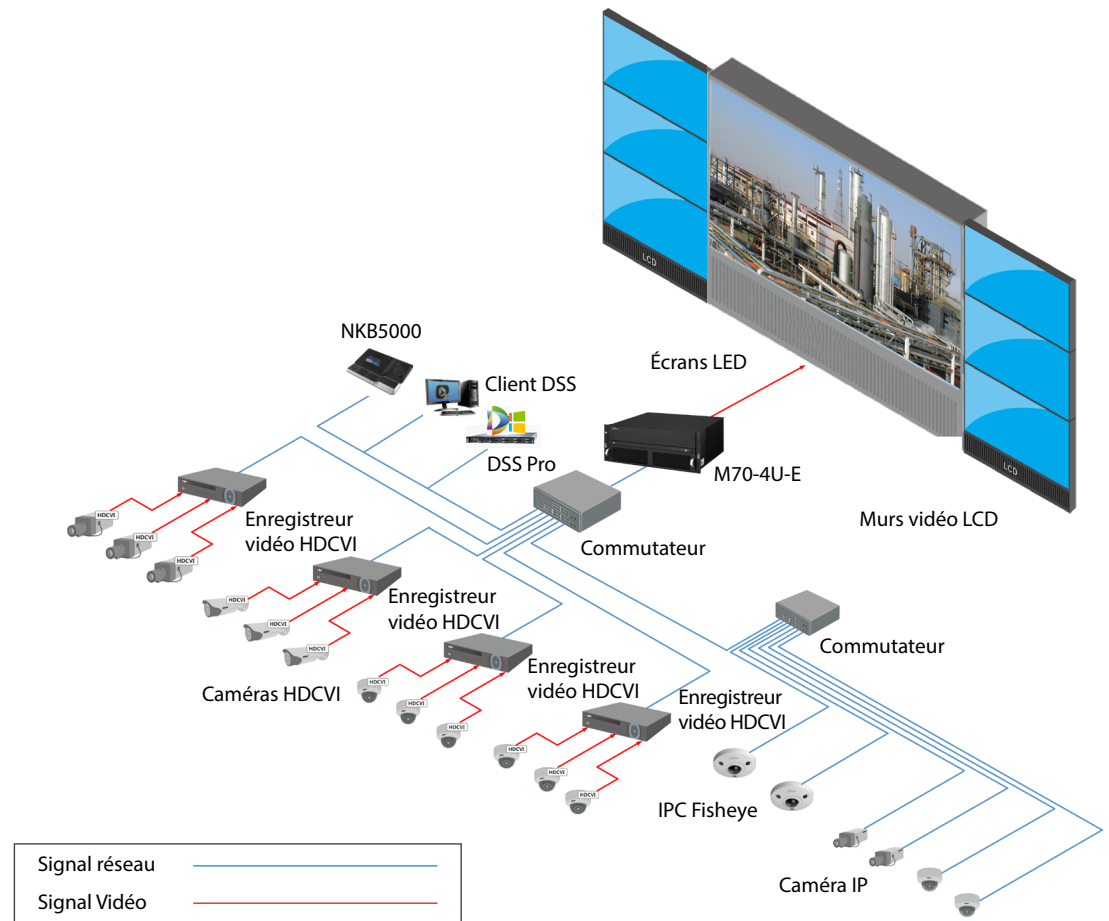 LCD
NKB5000
Écrans LED
Client DSS
LCD
DSS Pro
M70-4U-E
Murs vidéo LCD
HDCVI
HDCVI
HDCVI
Enregistreur
vidéo HDCVI
Commutateur
HDCVI
HDCVI
HDCVI
Enregistreur
vidéo HDCVI
Commutateur
Caméras HDCVI
HDCVI
HDCVI
HDCVI
Enregistreur
vidéo HDCVI
HDCVI
HDCVI
HDCVI
Enregistreur
vidéo HDCVI
IPC Fisheye
Caméra IP
Signal réseau
Signal Vidéo